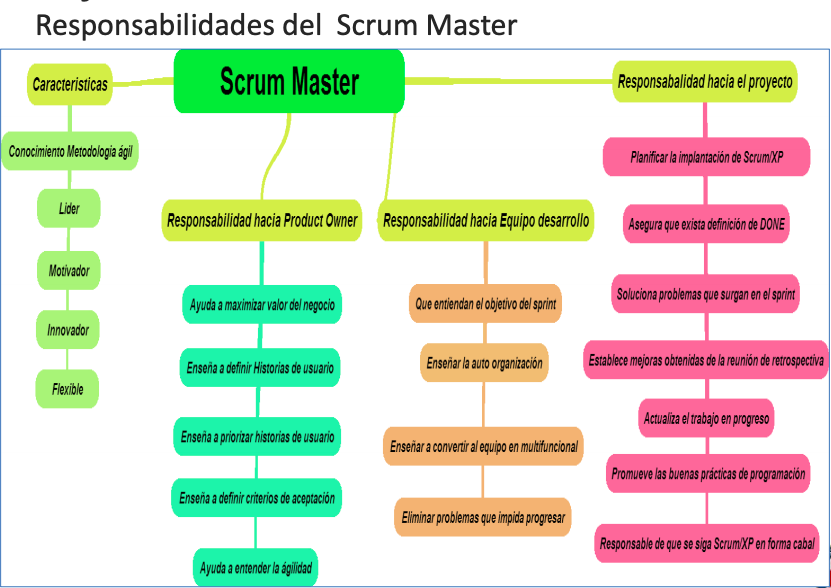 Responsabilidades del Scrum Master
Scrum Master
Caracteristicas
Conocimiento Metodologia ágil
Lider
Motivador
Innovador
Flexible
Responsabilidad hacia Product Owner
Ayuda a maximizar valor del negocio
Enseña a definir Historias de usuario
Enseña a priorizar historias de usuario
Enseña a definir criterios de aceptación
Ayuda a entender la ágilidad
Responsabilidad hacia Equipo desarrollo
Que entiendan el objetivo del sprint
Enseñar la auto organización
Enseñar a convertir al equipo en multifuncional
Eliminar problemas que impida progresar
Responsabalidad hacia el proyecto
Planificar la implantación de Scrum/XP
Asegura que exista definición de DONE
Soluciona problemas que surgan en el sprint
Establece mejoras obtenidas de la reunión de retrospectiva
Actualiza el trabajo en progreso
Promueve las buenas prácticas de programación
Responsable de que se siga Scrum/XP en forma cabal